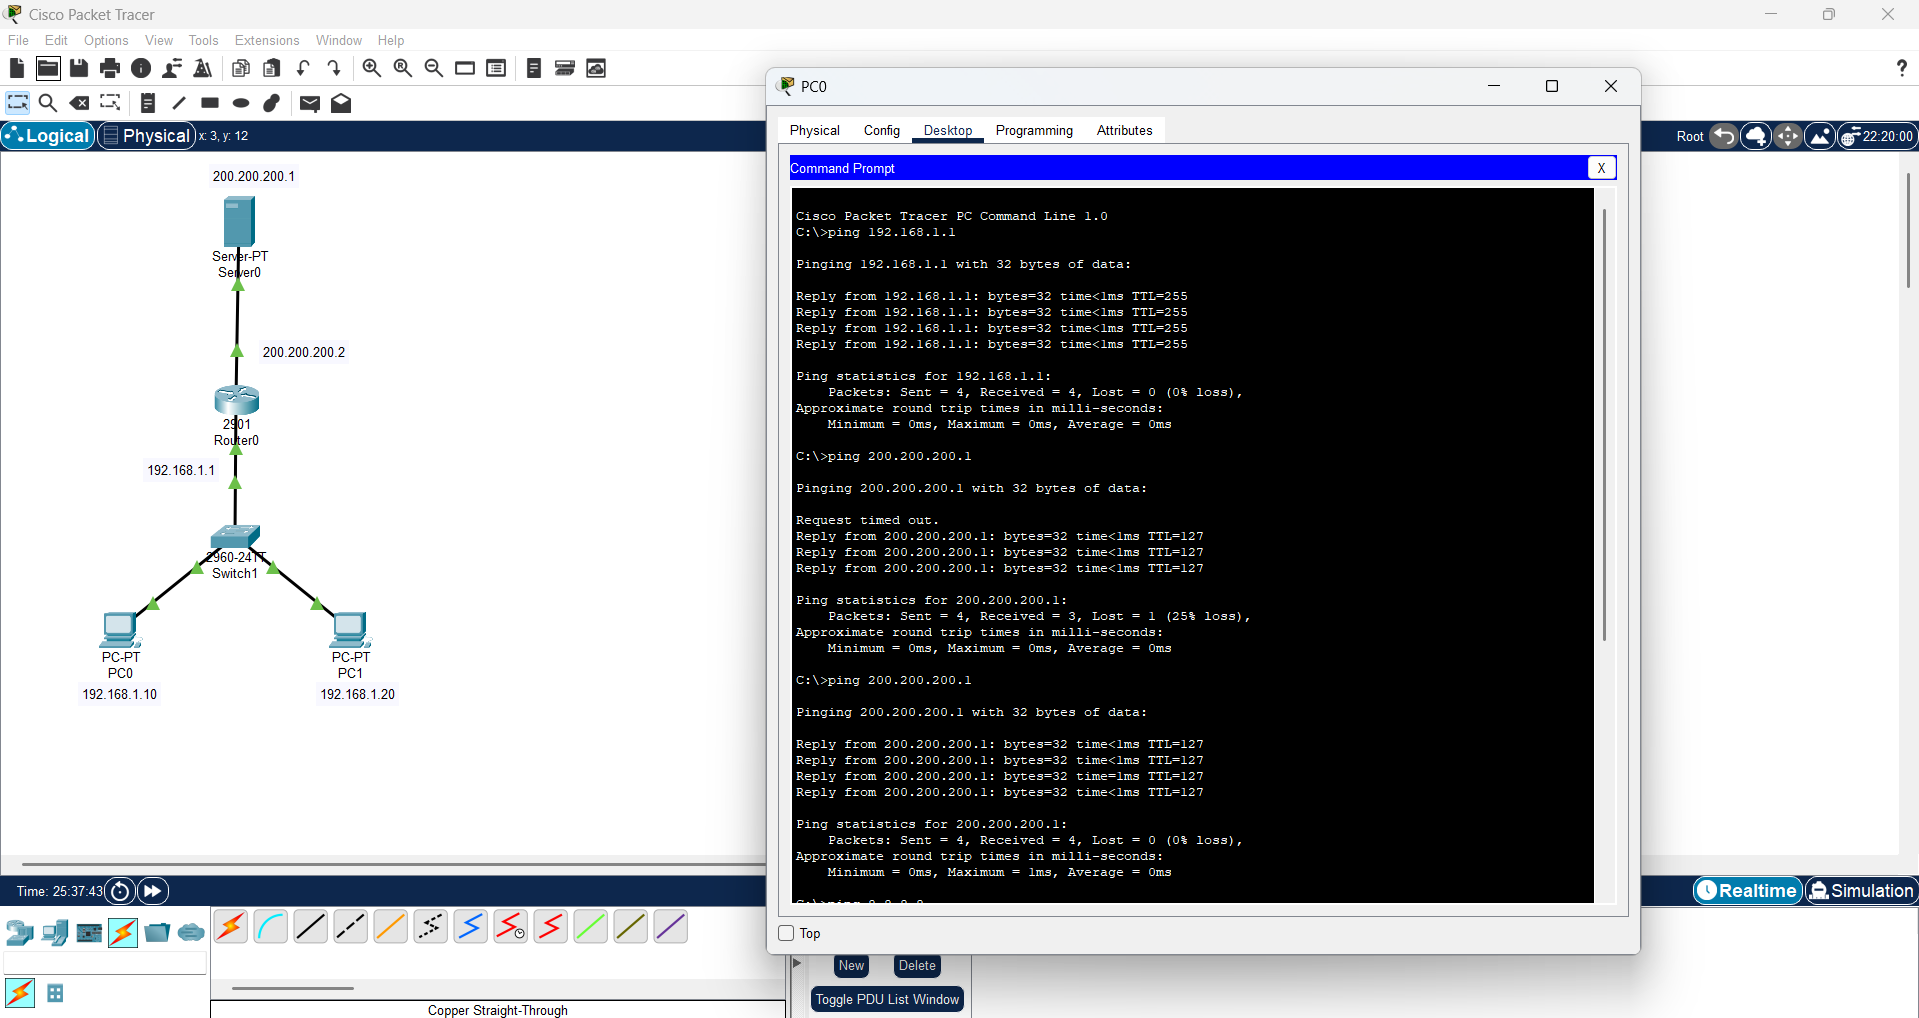 Cisco Packet Tracer
File Edit Options View Tools Extensions Window Help
Logical Physical x: 3, y: 12
Root 22:20:00
200.200.200.1
Server-PT
Server0
200.200.200.2
2901
Router0
192.168.1.1
2960-24TT
Switch1
PC-PT
PC0
192.168.1.10
PC-PT
PC1
192.168.1.20
PC0
Physical Config Desktop Programming Attributes
Command Prompt X
Cisco Packet Tracer PC Command Line 1.0
C:\>ping 192.168.1.1
Pinging 192.168.1.1 with 32 bytes of data:
Reply from 192.168.1.1: bytes=32 time<1ms TTL=255
Reply from 192.168.1.1: bytes=32 time<1ms TTL=255
Reply from 192.168.1.1: bytes=32 time<1ms TTL=255
Reply from 192.168.1.1: bytes=32 time<1ms TTL=255
Ping statistics for 192.168.1.1:
Packets: Sent = 4, Received = 4, Lost = 0 (0% loss),
Approximate round trip times in milli-seconds:
Minimum = 0ms, Maximum = 0ms, Average = 0ms
C:\>ping 200.200.200.1
Pinging 200.200.200.1 with 32 bytes of data:
Request timed out.
Reply from 200.200.200.1: bytes=32 time<1ms TTL=127
Reply from 200.200.200.1: bytes=32 time<1ms TTL=127
Reply from 200.200.200.1: bytes=32 time<1ms TTL=127
Ping statistics for 200.200.200.1:
Packets: Sent = 4, Received = 3, Lost = 1 (25% loss),
Approximate round trip times in milli-seconds:
Minimum = 0ms, Maximum = 0ms, Average = 0ms
C:\>ping 200.200.200.1
Pinging 200.200.200.1 with 32 bytes of data:
Reply from 200.200.200.1: bytes=32 time<1ms TTL=127
Reply from 200.200.200.1: bytes=32 time<1ms TTL=127
Reply from 200.200.200.1: bytes=32 time=1ms TTL=127
Reply from 200.200.200.1: bytes=32 time<1ms TTL=127
Ping statistics for 200.200.200.1:
Packets: Sent = 4, Received = 4, Lost = 0 (0% loss),
Approximate round trip times in milli-seconds:
Minimum = 0ms, Maximum = 1ms, Average = 0ms
Top
Time: 25:37:43
Realtime Simulation
New Delete
Toggle PDU List Window
Copper Straight-Through